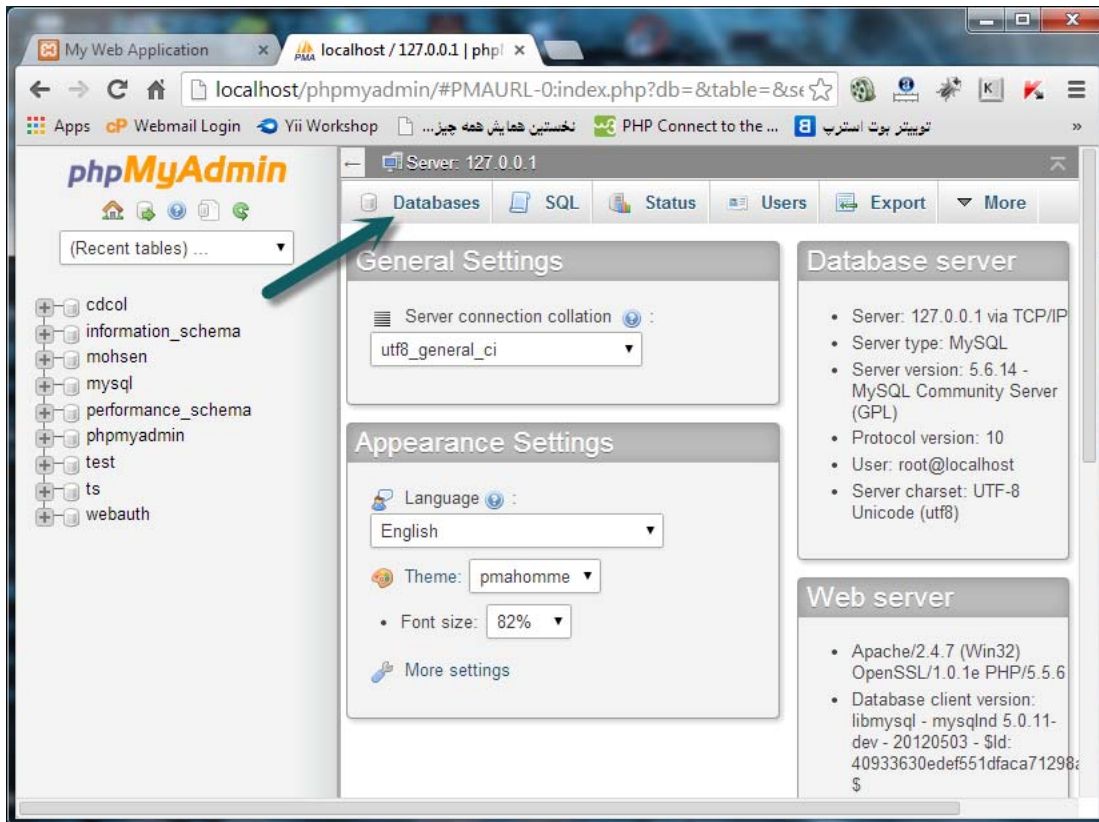 My Web Application
localhost / 127.0.0.1 | phpl
localhost/phpmyadmin/#PMAURL-0:index.php?db=&table=&se
Apps cP Webmail Login Yii Workshop نخستین همایش همه چیز... PHP Connect to the ... B توییتر بوت استرپ »
phpMyAdmin
Server: 127.0.0.1
Databases SQL Status Users Export More
(Recent tables) ...
cdcol
information_schema
mohsen
mysql
performance_schema
phpmyadmin
test
ts
webauth
General Settings
Server connection collation :
utf8_general_ci
Appearance Settings
Language :
English
Theme: pmahomme
• Font size: 82%
More settings
Database server
• Server: 127.0.0.1 via TCP/IP
• Server type: MySQL
• Server version: 5.6.14 -
MySQL Community Server
(GPL)
• Protocol version: 10
• User: root@localhost
• Server charset: UTF-8
Unicode (utf8)
Web server
• Apache/2.4.7 (Win32)
OpenSSL/1.0.1e PHP/5.5.6
• Database client version:
libmysql - mysqlnd 5.0.11-
dev - 20120503 - $Id:
40933630edef551dfaca71298a
$